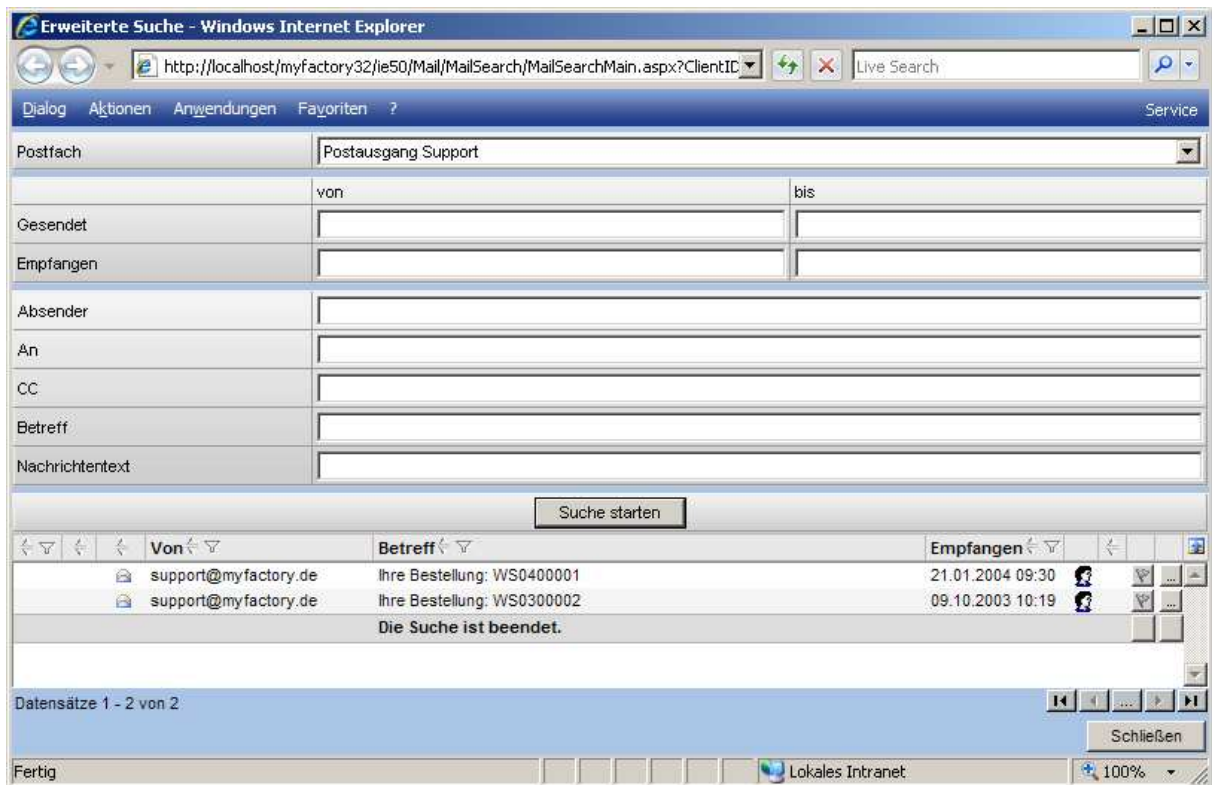 Erweiterte Suche - Windows Internet Explorer
http://localhost/myfactory32/ie50/Mail/MailSearch/MailSearchMain.aspx?ClientID
Live Search
Dialog Aktionen Anwendungen Favoriten ? Service
Postfach Postausgang Support
von bis
Gesendet
Empfangen
Absender
An
CC
Betreff
Nachrichtentext
Suche starten
Von Betreff Empfangen
support@myfactory.de Ihre Bestellung: WS0400001 21.01.2004 09:30 ...
support@myfactory.de Ihre Bestellung: WS0300002 09.10.2003 10:19 ...
Die Suche ist beendet.
Datensätze 1 - 2 von 2 ...
Schließen
Fertig Lokales Intranet 100%